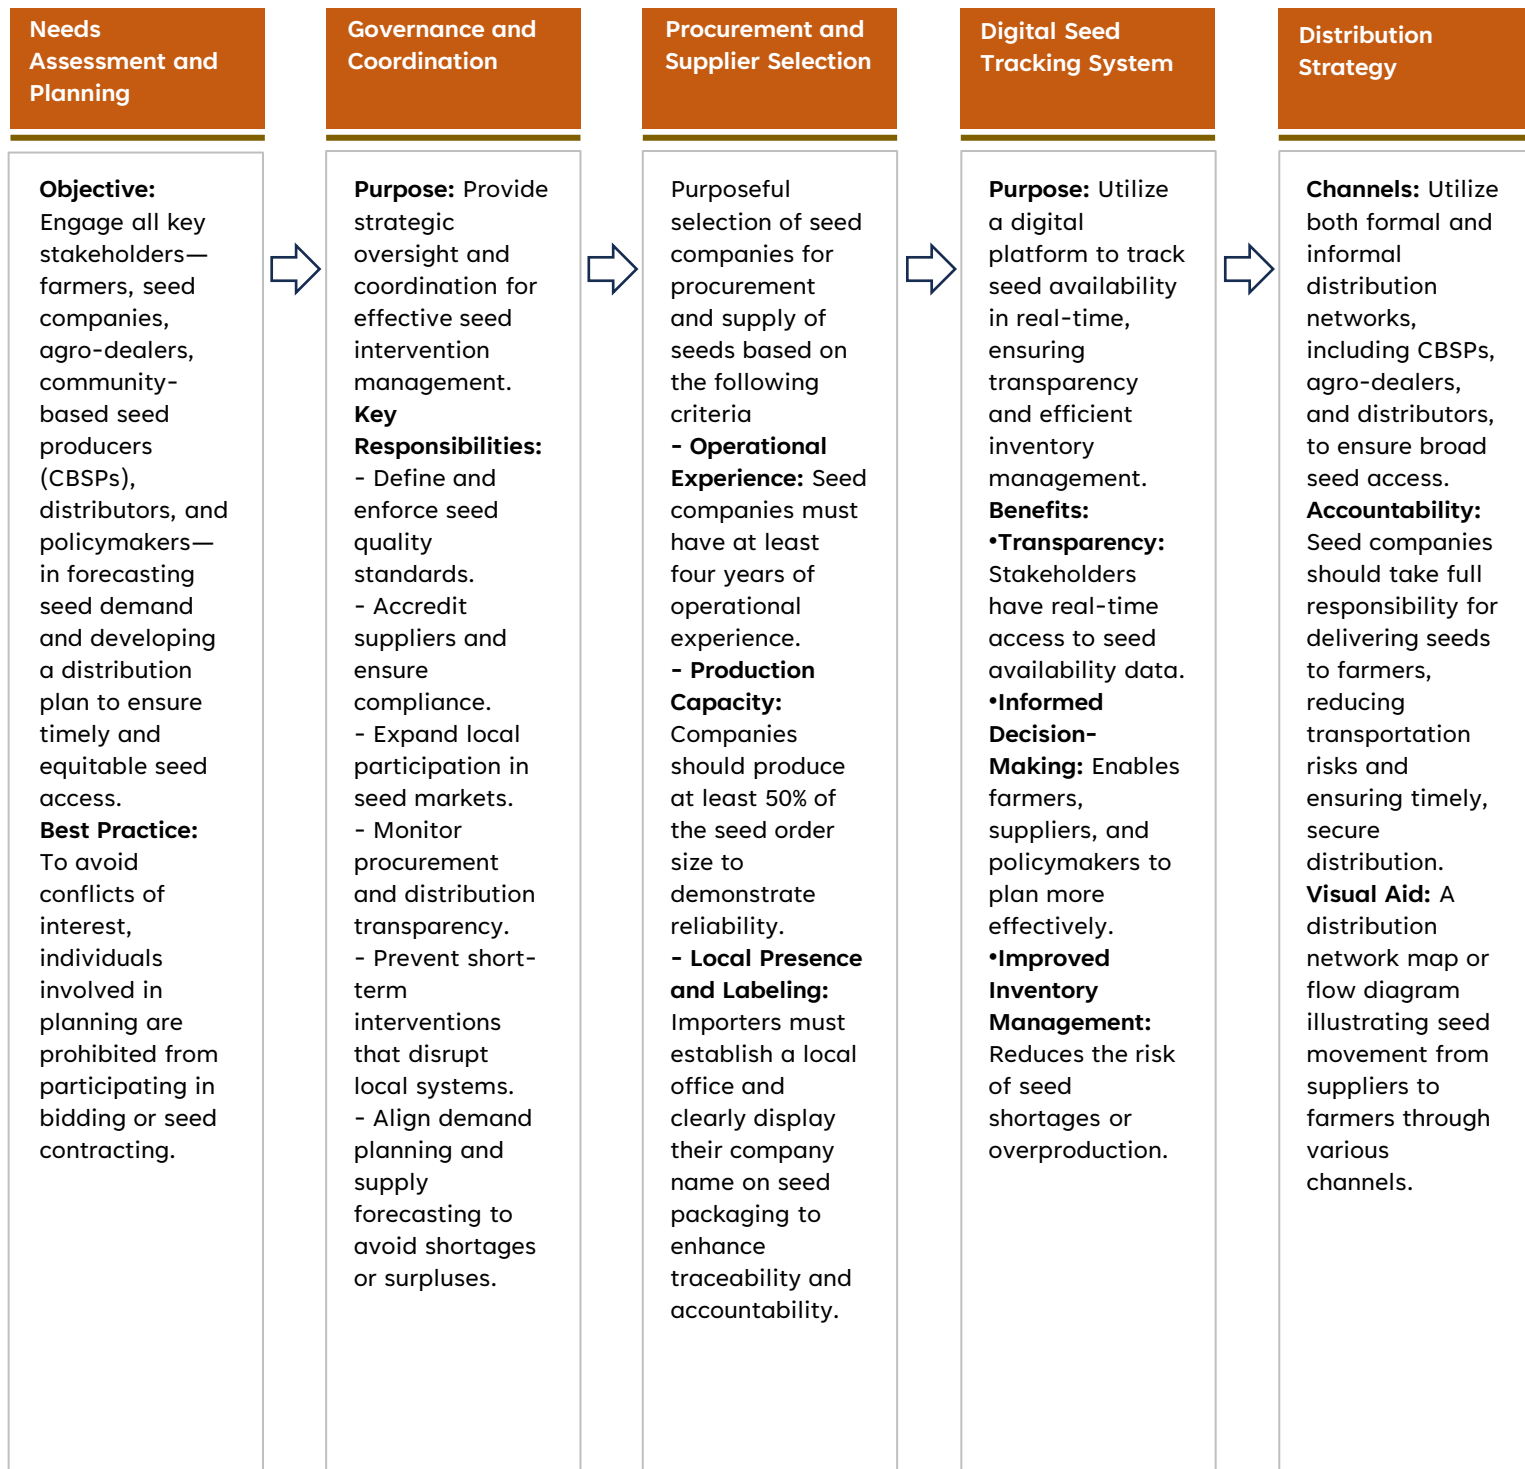 Needs
Assessment and
Planning
Objective:
Engage all key
stakeholders—
farmers, seed
companies,
agro-dealers,
community-
based seed
producers
(CBSPs),
distributors, and
policymakers—
in forecasting
seed demand
and developing
a distribution
plan to ensure
timely and
equitable seed
access.
Best Practice:
To avoid
conflicts of
interest,
individuals
involved in
planning are
prohibited from
participating in
bidding or seed
contracting.
Governance and
Coordination
Purpose: Provide
strategic
oversight and
coordination for
effective seed
intervention
management.
Key
Responsibilities:
- Define and
enforce seed
quality
standards.
- Accredit
suppliers and
ensure
compliance.
- Expand local
participation in
seed markets.
- Monitor
procurement
and distribution
transparency.
- Prevent short-
term
interventions
that disrupt
local systems.
- Align demand
planning and
supply
forecasting to
avoid shortages
or surpluses.
Procurement and
Supplier Selection
Purposeful
selection of seed
companies for
procurement
and supply of
seeds based on
the following
criteria
- Operational
Experience: Seed
companies must
have at least
four years of
operational
experience.
- Production
Capacity:
Companies
should produce
at least 50% of
the seed order
size to
demonstrate
reliability.
- Local Presence
and Labeling:
Importers must
establish a local
office and
clearly display
their company
name on seed
packaging to
enhance
traceability and
accountability.
Digital Seed
Tracking System
Purpose: Utilize
a digital
platform to track
seed availability
in real-time,
ensuring
transparency
and efficient
inventory
management.
Benefits:
•Transparency:
Stakeholders
have real-time
access to seed
availability data.
•Informed
Decision-
Making: Enables
farmers,
suppliers, and
policymakers to
plan more
effectively.
•Improved
Inventory
Management:
Reduces the risk
of seed
shortages or
overproduction.
Distribution
Strategy
Channels: Utilize
both formal and
informal
distribution
networks,
including CBSPs,
agro-dealers,
and distributors,
to ensure broad
seed access.
Accountability:
Seed companies
should take full
responsibility for
delivering seeds
to farmers,
reducing
transportation
risks and
ensuring timely,
secure
distribution.
Visual Aid: A
distribution
network map or
flow diagram
illustrating seed
movement from
suppliers to
farmers through
various
channels.